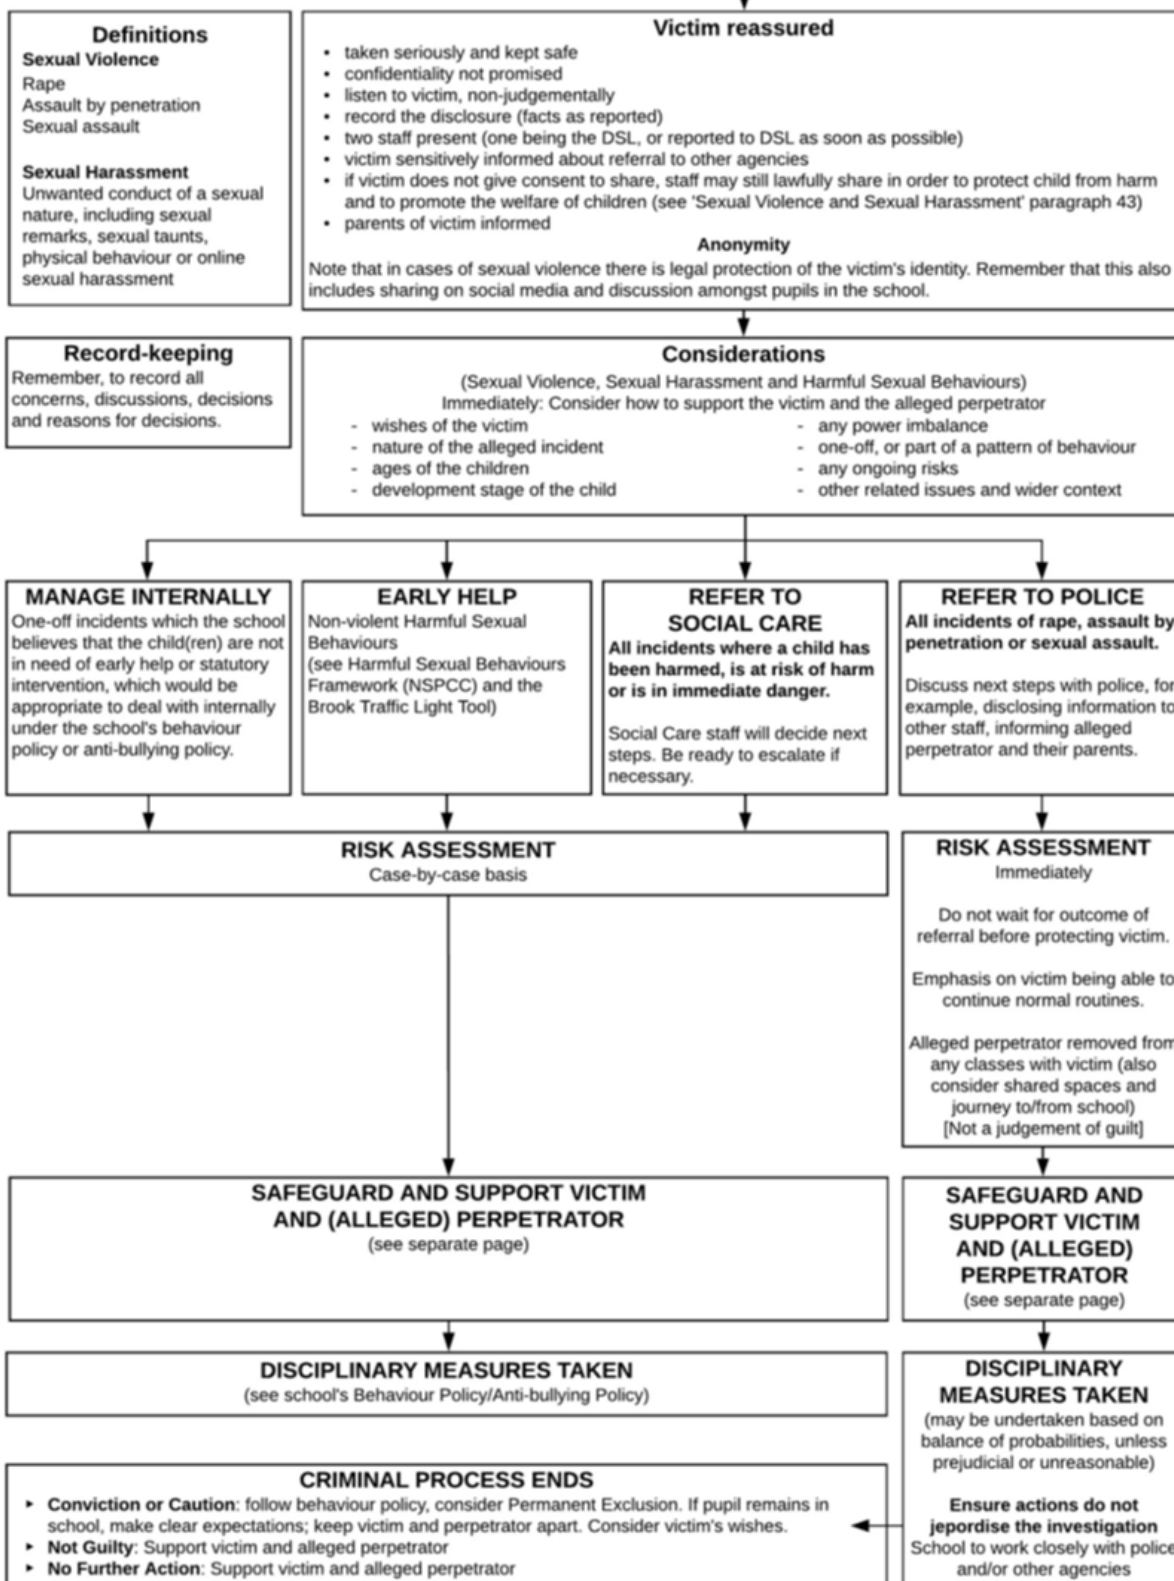 Definitions
Sexual Violence
Rape
Assault by penetration
Sexual assault
Sexual Harassment
Unwanted conduct of a sexual
nature, including sexual
remarks, sexual taunts,
physical behaviour or online
sexual harassment
Victim reassured
• taken seriously and kept safe
• confidentiality not promised
• listen to victim, non-judgementally
• record the disclosure (facts as reported)
• two staff present (one being the DSL, or reported to DSL as soon as possible)
• victim sensitively informed about referral to other agencies
• if victim does not give consent to share, staff may still lawfully share in order to protect child from harm
and to promote the welfare of children (see 'Sexual Violence and Sexual Harassment' paragraph 43)
• parents of victim informed
Anonymity
Note that in cases of sexual violence there is legal protection of the victim's identity. Remember that this also
includes sharing on social media and discussion amongst pupils in the school.
Record-keeping
Remember, to record all
concerns, discussions, decisions
and reasons for decisions.
Considerations
(Sexual Violence, Sexual Harassment and Harmful Sexual Behaviours)
Immediately: Consider how to support the victim and the alleged perpetrator
- wishes of the victim
- nature of the alleged incident
- ages of the children
- development stage of the child
- any power imbalance
- one-off, or part of a pattern of behaviour
- any ongoing risks
- other related issues and wider context
MANAGE INTERNALLY
One-off incidents which the school
believes that the child(ren) are not
in need of early help or statutory
intervention, which would be
appropriate to deal with internally
under the school's behaviour
policy or anti-bullying policy.
EARLY HELP
Non-violent Harmful Sexual
Behaviours
(see Harmful Sexual Behaviours
Framework (NSPCC) and the
Brook Traffic Light Tool)
REFER TO
SOCIAL CARE
All incidents where a child has
been harmed, is at risk of harm
or is in immediate danger.
Social Care staff will decide next
steps. Be ready to escalate if
necessary.
REFER TO POLICE
All incidents of rape, assault by
penetration or sexual assault.
Discuss next steps with police, for
example, disclosing information to
other staff, informing alleged
perpetrator and their parents.
RISK ASSESSMENT
Case-by-case basis
RISK ASSESSMENT
Immediately
Do not wait for outcome of
referral before protecting victim.
Emphasis on victim being able to
continue normal routines.
Alleged perpetrator removed from
any classes with victim (also
consider shared spaces and
journey to/from school)
[Not a judgement of guilt]
SAFEGUARD AND SUPPORT VICTIM
AND (ALLEGED) PERPETRATOR
(see separate page)
SAFEGUARD AND
SUPPORT VICTIM
AND (ALLEGED)
PERPETRATOR
(see separate page)
DISCIPLINARY MEASURES TAKEN
(see school's Behaviour Policy/Anti-bullying Policy)
DISCIPLINARY
MEASURES TAKEN
(may be undertaken based on
balance of probabilities, unless
prejudicial or unreasonable)
Ensure actions do not
jepordise the investigation
School to work closely with police
and/or other agencies
CRIMINAL PROCESS ENDS
▸ Conviction or Caution: follow behaviour policy, consider Permanent Exclusion. If pupil remains in
school, make clear expectations; keep victim and perpetrator apart. Consider victim's wishes.
▸ Not Guilty: Support victim and alleged perpetrator
▸ No Further Action: Support victim and alleged perpetrator